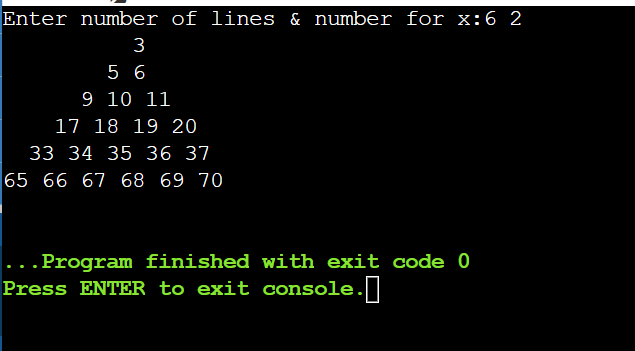 Enter number of lines & number for x:6 2
3
5 6
9 10 11
17 18 19 20
33 34 35 36 37
65 66 67 68 69 70
...Program finished with exit code 0
Press ENTER to exit console.